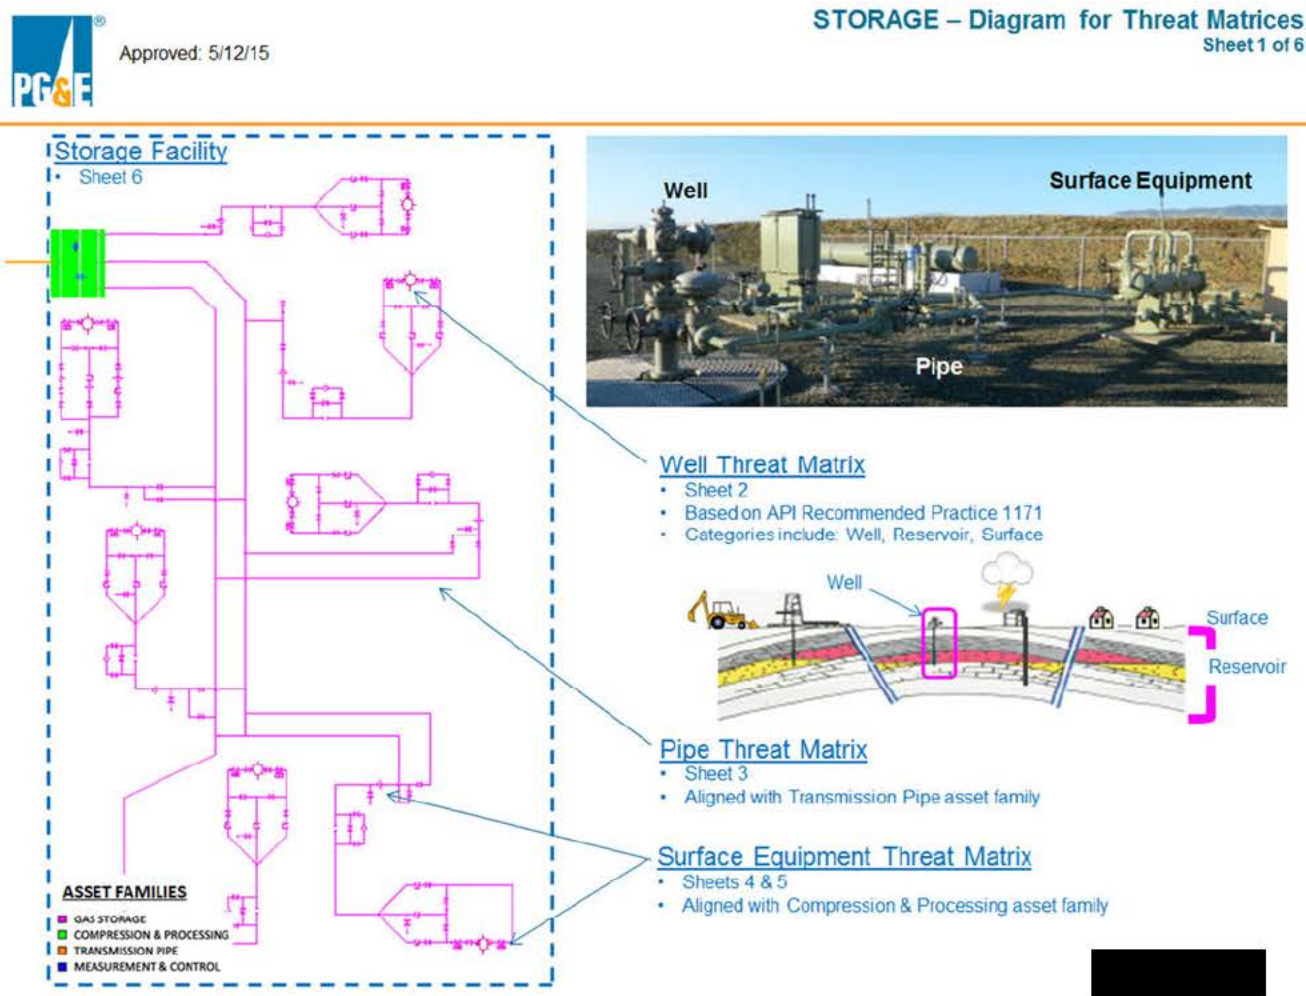 PG&E®
Approved: 5/12/15
STORAGE – Diagram for Threat Matrices
Sheet 1 of 6
Storage Facility
• Sheet 6
Well
Surface Equipment
Pipe
Well Threat Matrix
• Sheet 2
• Based on API Recommended Practice 1171
• Categories include: Well, Reservoir, Surface
Well
Surface
Reservoir
Pipe Threat Matrix
• Sheet 3
• Aligned with Transmission Pipe asset family
Surface Equipment Threat Matrix
• Sheets 4 & 5
• Aligned with Compression & Processing asset family
ASSET FAMILIES
GAS STORAGE
COMPRESSION & PROCESSING
TRANSMISSION PIPE
MEASUREMENT & CONTROL